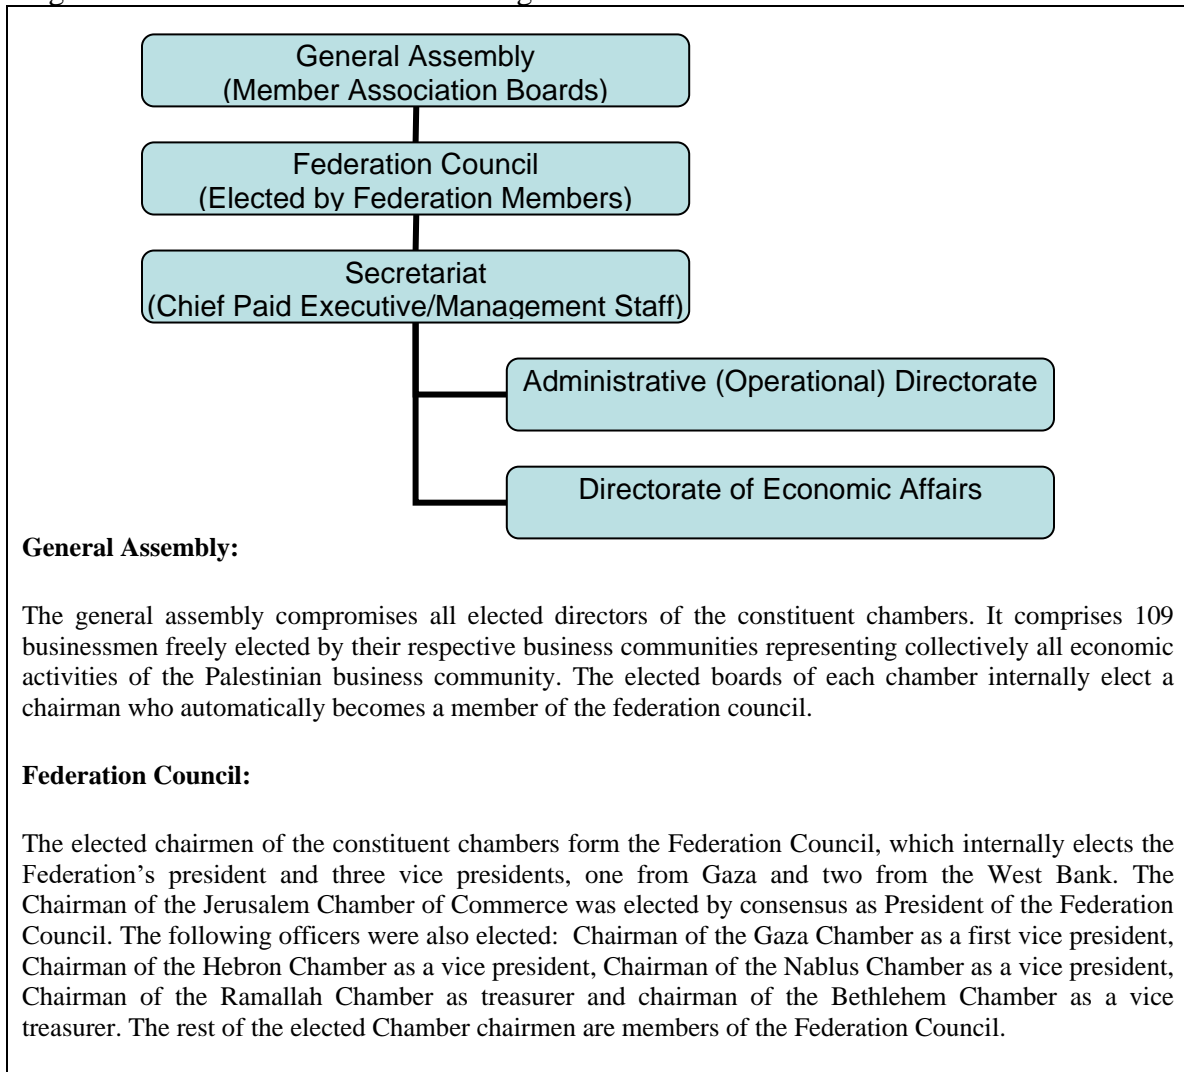 General Assembly
(Member Association Boards)
Federation Council
(Elected by Federation Members)
Secretariat
(Chief Paid Executive/Management Staff)
Administrative (Operational) Directorate
Directorate of Economic Affairs
General Assembly:
The general assembly compromises all elected directors of the constituent chambers. It comprises 109
businessmen freely elected by their respective business communities representing collectively all economic
activities of the Palestinian business community. The elected boards of each chamber internally elect a
chairman who automatically becomes a member of the federation council.
Federation Council:
The elected chairmen of the constituent chambers form the Federation Council, which internally elects the
Federation’s president and three vice presidents, one from Gaza and two from the West Bank. The
Chairman of the Jerusalem Chamber of Commerce was elected by consensus as President of the Federation
Council. The following officers were also elected:  Chairman of the Gaza Chamber as a first vice president,
Chairman of the Hebron Chamber as a vice president, Chairman of the Nablus Chamber as a vice president,
Chairman of the Ramallah Chamber as treasurer and chairman of the Bethlehem Chamber as a vice
treasurer. The rest of the elected Chamber chairmen are members of the Federation Council.